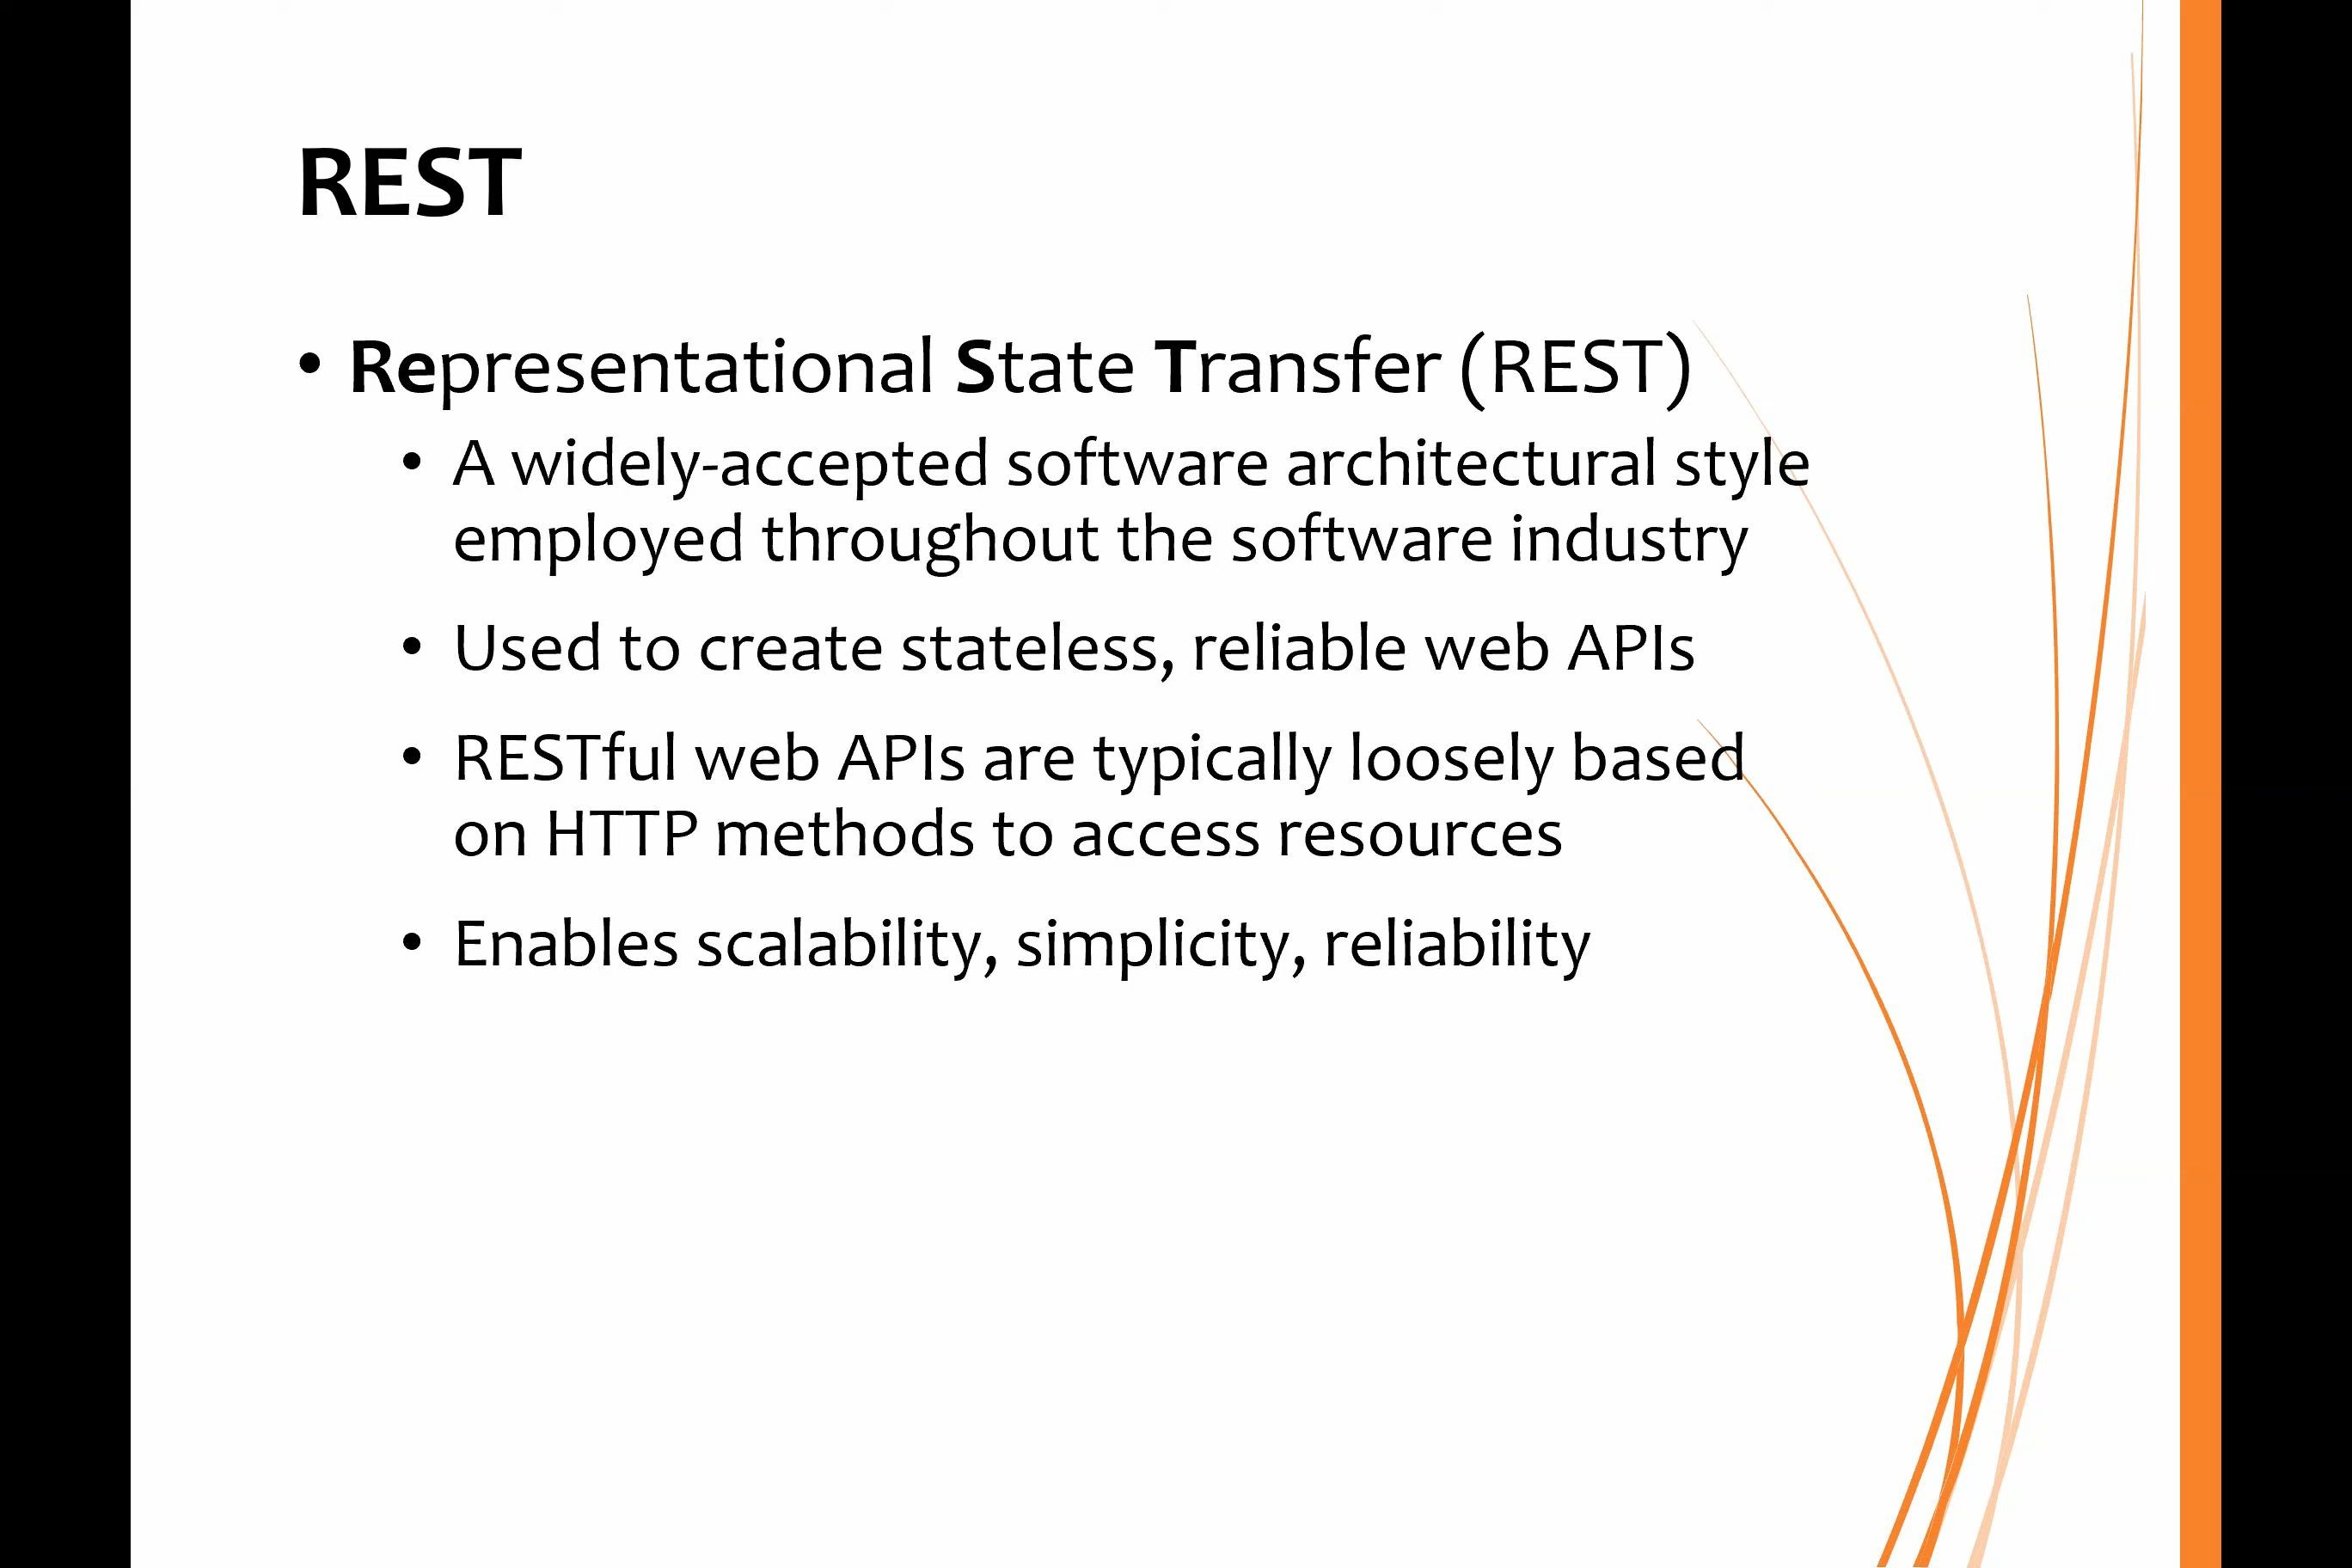 REST
• Representational State Transfer (REST)
• A widely-accepted software architectural style
employed throughout the software industry
• Used to create stateless, reliable web APIs
• RESTful web APIs are typically loosely based
on HTTP methods to access resources
• Enables scalability, simplicity, reliability